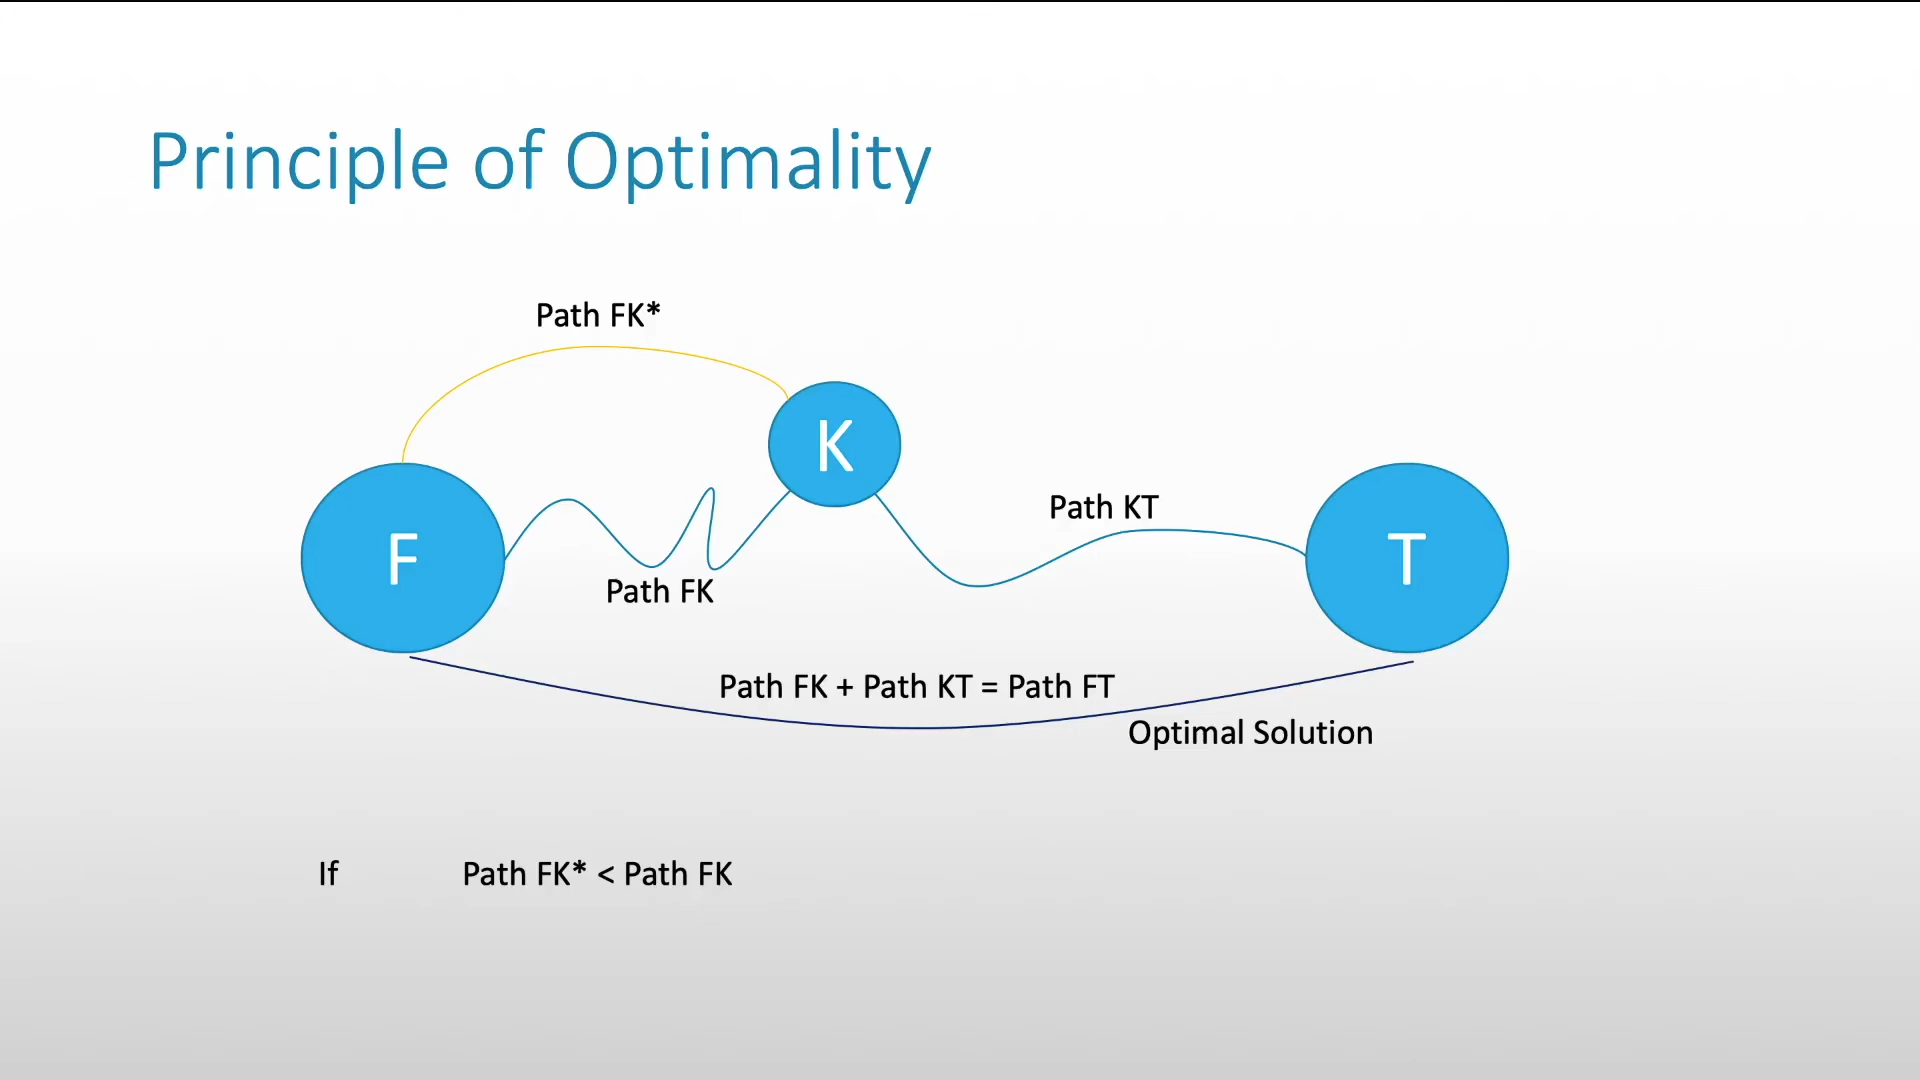 Principle of Optimality
Path FK*
K
F
T
Path KT
Path FK
Path FK + Path KT = Path FT
Optimal Solution
If Path FK* < Path FK